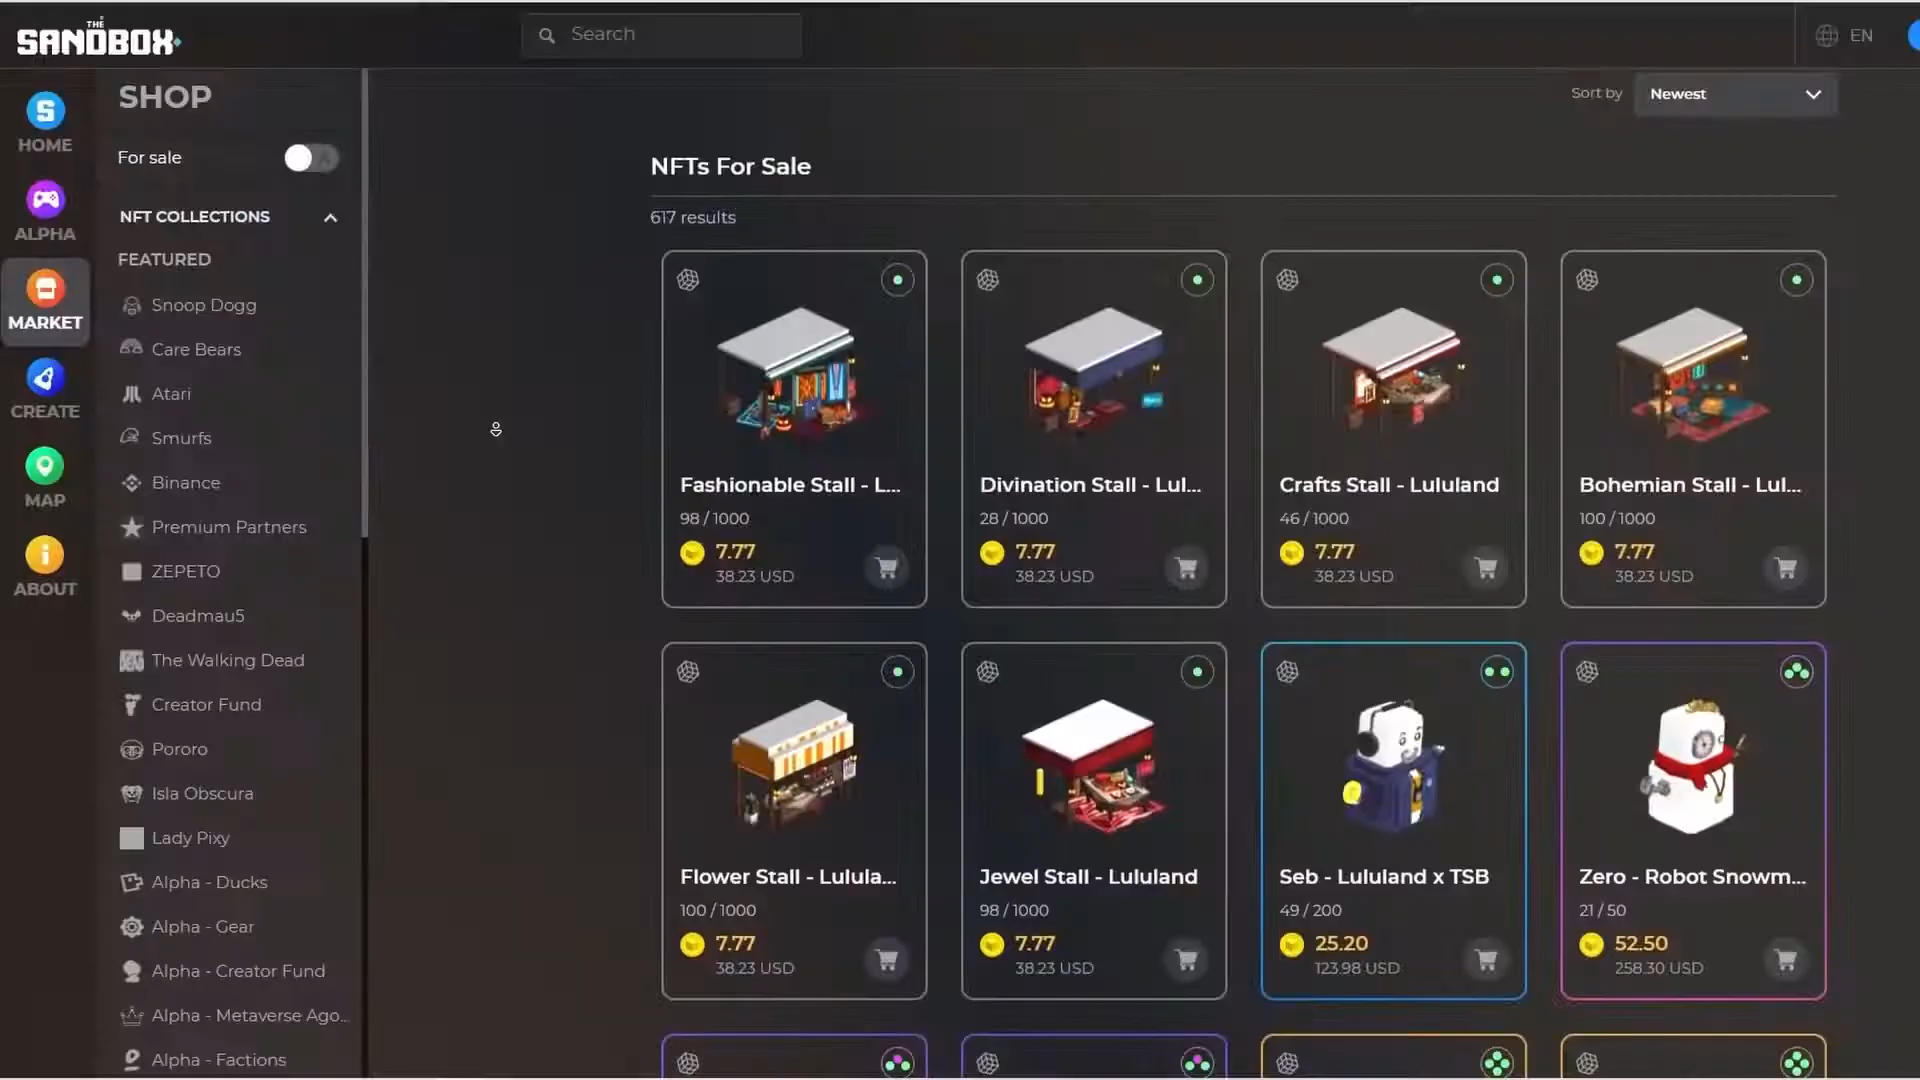 THE
SANDBOX
Search
EN
HOME
ALPHA
MARKET
CREATE
MAP
ABOUT
SHOP
For sale
NFT COLLECTIONS
FEATURED
Snoop Dogg
Care Bears
Atari
Smurfs
Binance
Premium Partners
ZEPETO
Deadmau5
The Walking Dead
Creator Fund
Pororo
Isla Obscura
Lady Pixy
Alpha - Ducks
Alpha - Gear
Alpha - Creator Fund
Alpha - Metaverse Ago...
Alpha - Factions
Sort by
Newest
NFTs For Sale
617 results
Fashionable Stall - L...
98 / 1000
7.77
38.23 USD
Divination Stall - Lul...
28 / 1000
7.77
38.23 USD
Crafts Stall - Lululand
46 / 1000
7.77
38.23 USD
Bohemian Stall - Lul...
100 / 1000
7.77
38.23 USD
Flower Stall - Lulula...
100 / 1000
7.77
38.23 USD
Jewel Stall - Lululand
98 / 1000
7.77
38.23 USD
Seb - Lululand x TSB
49 / 200
25.20
123.98 USD
Zero - Robot Snowm...
21 / 50
52.50
258.30 USD